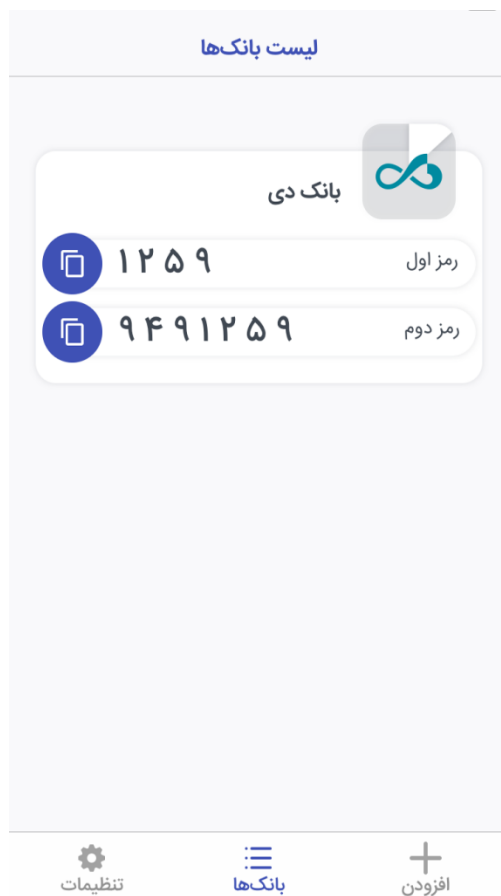 لیست بانک‌ها
بانک دی
رمز اول ۱۲۵۹
رمز دوم ۹۴۹۱۲۵۹
افزودن بانک‌ها تنظیمات